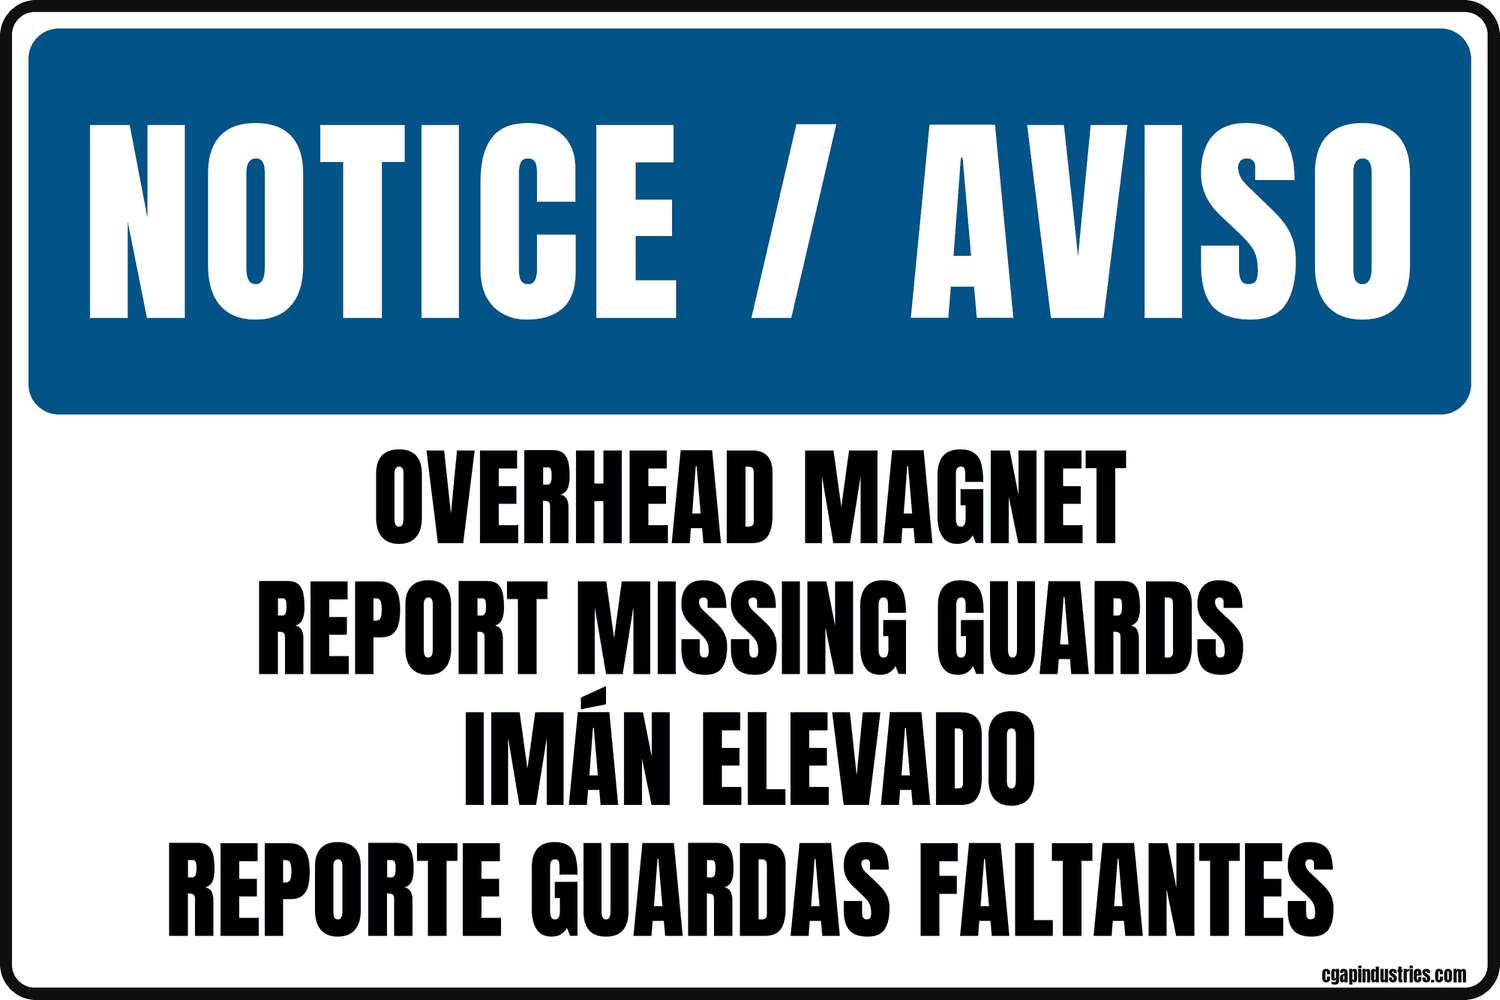 NOTICE / AVISO
OVERHEAD MAGNET
REPORT MISSING GUARDS
IMÁN ELEVADO
REPORTE GUARDAS FALTANTES
cgapindustries.com